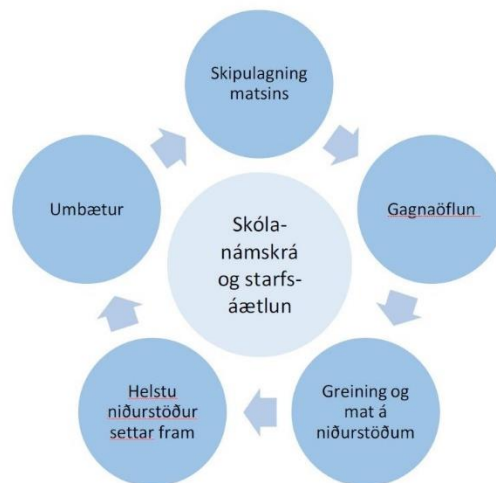 Skipulagning
matsins
Gagnaöflun
Greining og
mat á
niðurstöðum
Helstu
niðurstöður
settar fram
Umbætur
Skóla-
námskrá
og starfs-
áætlun